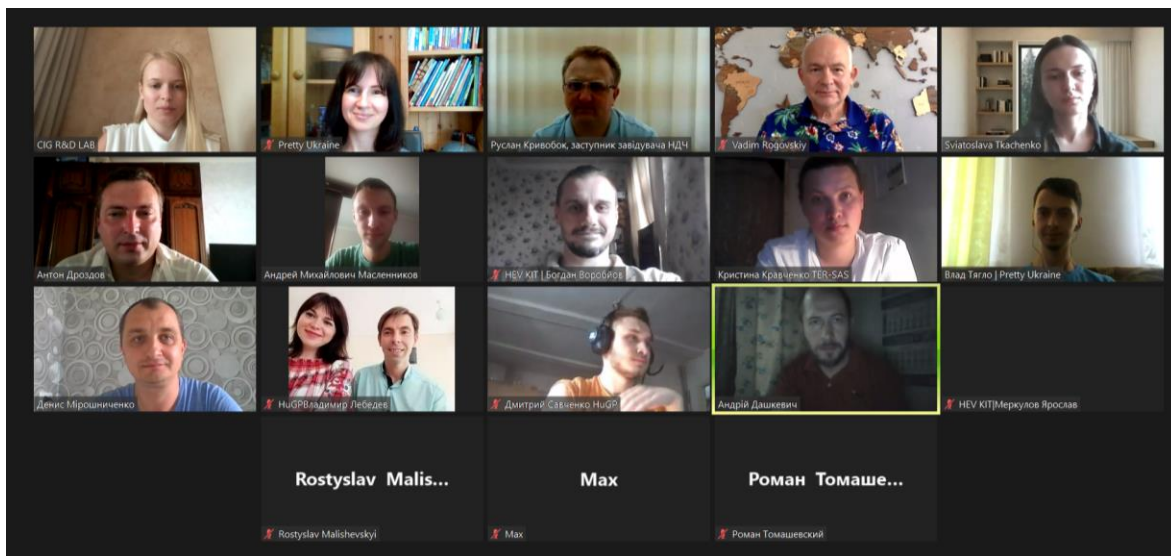 CIG R&D LAB
Pretty Ukraine
Руслан Кривобок, заступник завідувача НДЧ
Vadim Rogovskiy
Sviatoslava Tkachenko
Антон Дроздов
Андрей Михайлович Масленников
HEV KIT | Богдан Воробйов
Кристина Кравченко TER-SAS
Влад Тягло | Pretty Ukraine
Денис Мірошниченко
HuGPВладимир Лебедев
Дмитрий Савченко HuGP
Андрій Дашкевич
HEV KIT|Меркулов Ярослав
Rostyslav Malis...
Max
Роман Томаше...
Rostyslav Malishevskyi
Max
Роман Томашевский